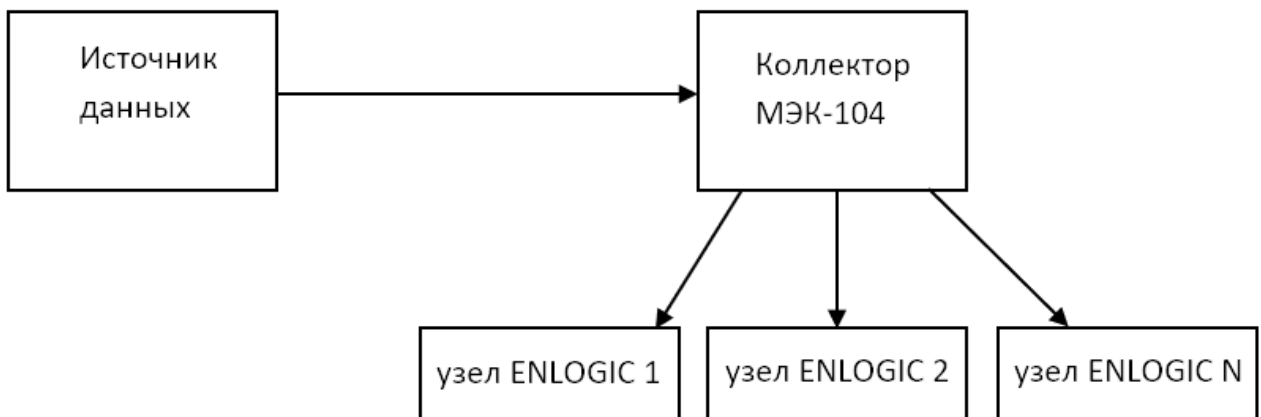 Источник
данных
Коллектор
МЭК-104
узел ENLOGIC 1
узел ENLOGIC 2
узел ENLOGIC N